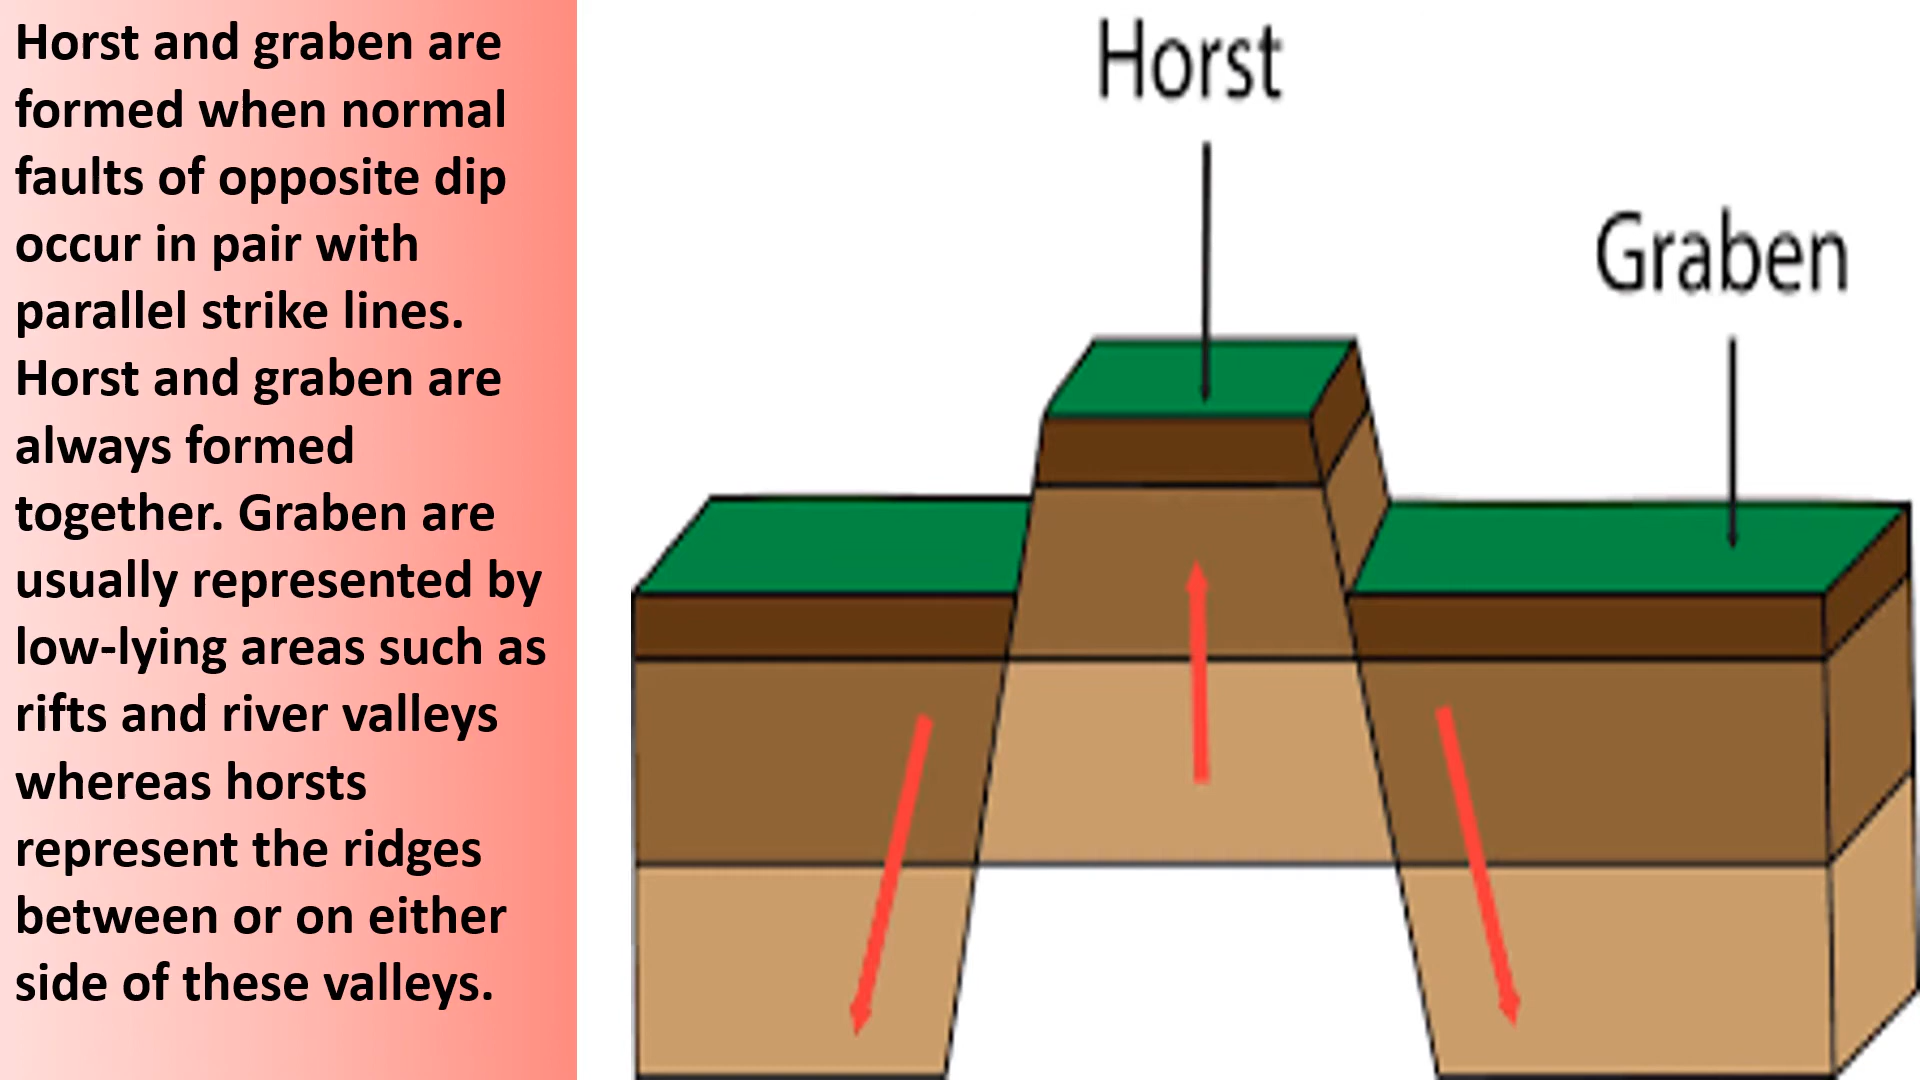 Horst and graben are
formed when normal
faults of opposite dip
occur in pair with
parallel strike lines.
Horst and graben are
always formed
together. Graben are
usually represented by
low-lying areas such as
rifts and river valleys
whereas horsts
represent the ridges
between or on either
side of these valleys.
Horst
Graben